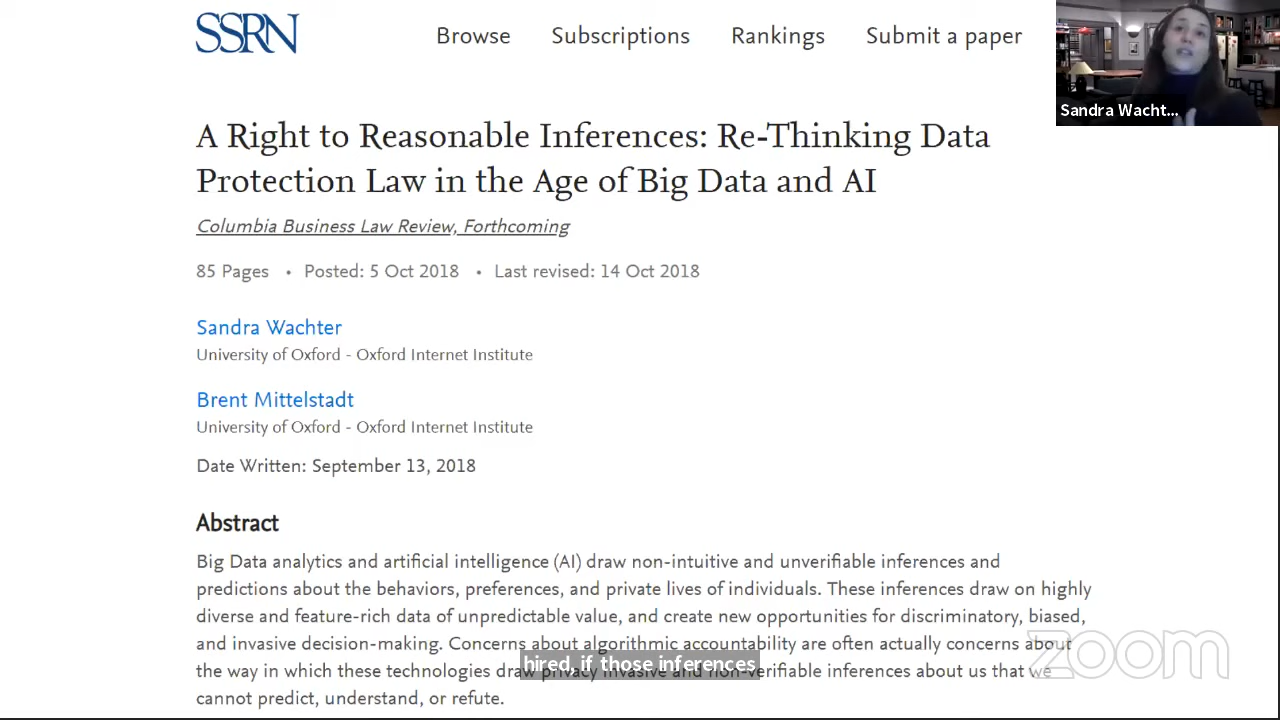 SSRN
Browse Subscriptions Rankings Submit a paper
Sandra Wacht...
A Right to Reasonable Inferences: Re-Thinking Data
Protection Law in the Age of Big Data and AI
Columbia Business Law Review, Forthcoming
85 Pages • Posted: 5 Oct 2018 • Last revised: 14 Oct 2018
Sandra Wachter
University of Oxford - Oxford Internet Institute
Brent Mittelstadt
University of Oxford - Oxford Internet Institute
Date Written: September 13, 2018
Abstract
Big Data analytics and artificial intelligence (AI) draw non-intuitive and unverifiable inferences and
predictions about the behaviors, preferences, and private lives of individuals. These inferences draw on highly
diverse and feature-rich data of unpredictable value, and create new opportunities for discriminatory, biased,
and invasive decision-making. Concerns about algorithmic accountability are often actually concerns about
the way in which these technologies draw privacy invasive and non-verifiable inferences about us that we
cannot predict, understand, or refute.
hired, if those inferences
zoom